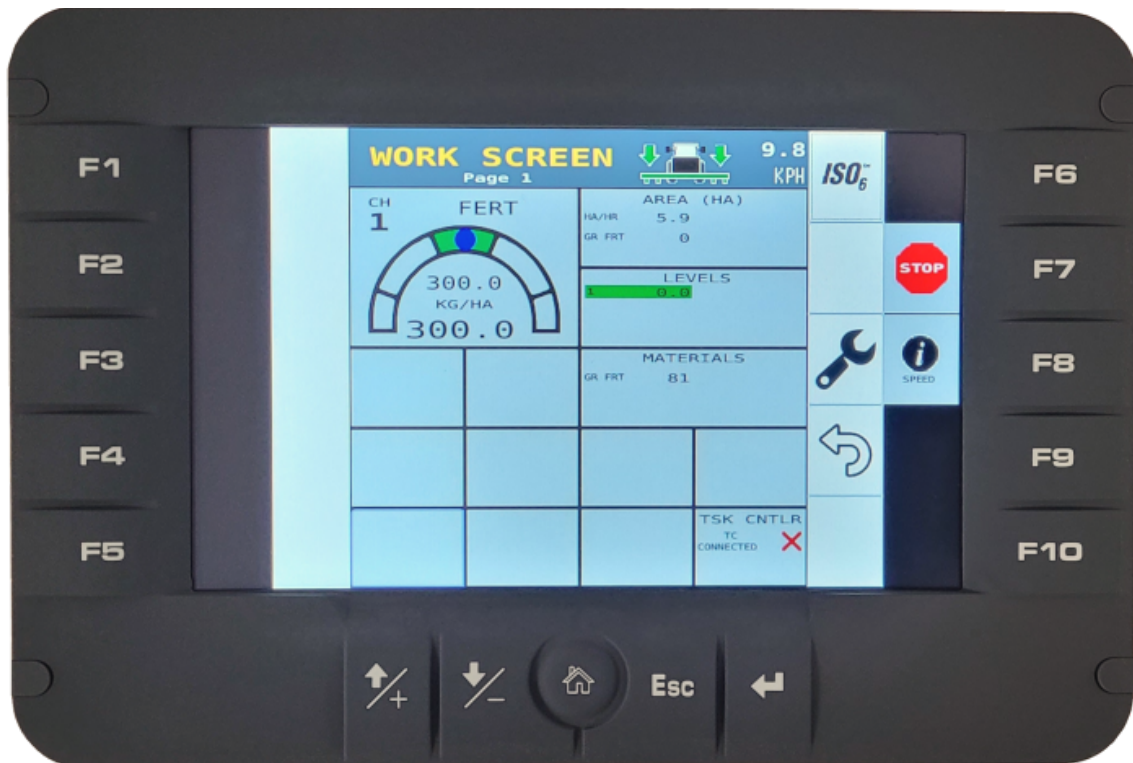 F1
F2
F3
F4
F5
WORK SCREEN
Page 1
9.8
KPH
CH
1
FERT
300.0
KG/HA
300.0
AREA (HA)
HA/HR 5.9
GR FRT 0
LEVELS
1 0.0
MATERIALS
GR FRT 81
TSK CNTLR
TC
CONNECTED
ISO6™
STOP
i
SPEED
F6
F7
F8
F9
F10
+
−
Esc